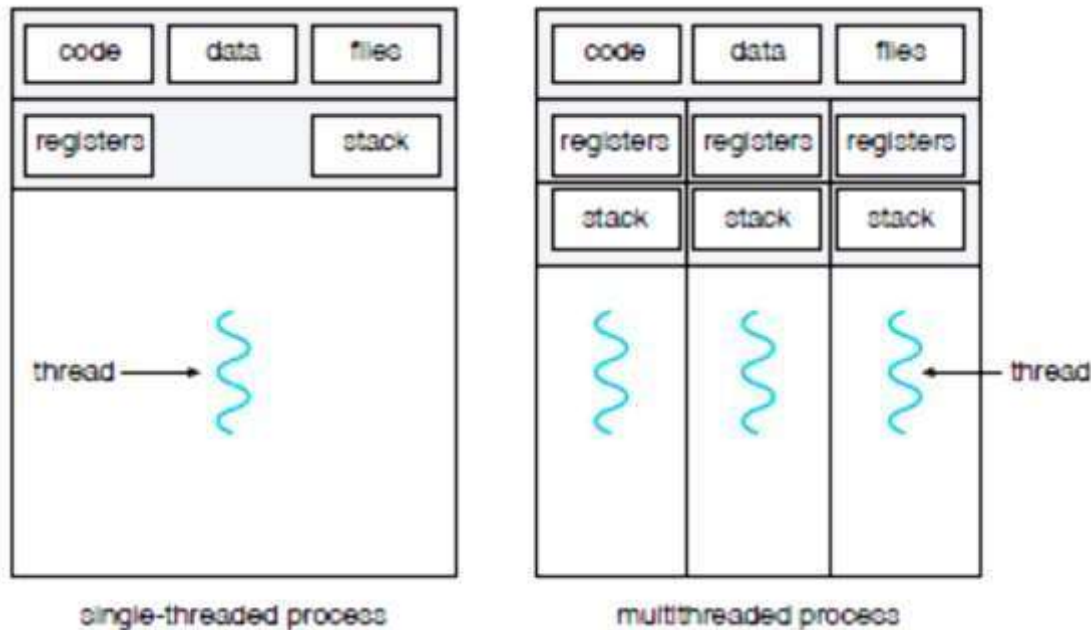 code data files
registers stack
thread
single-threaded process
code data files
registers registers registers
stack stack stack
thread
multithreaded process